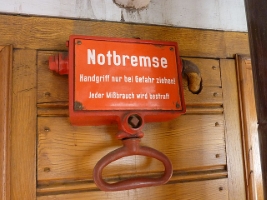 Notbremse
Handgriff nur bei Gefahr ziehen!
Jeder Mißbrauch wird bestraft